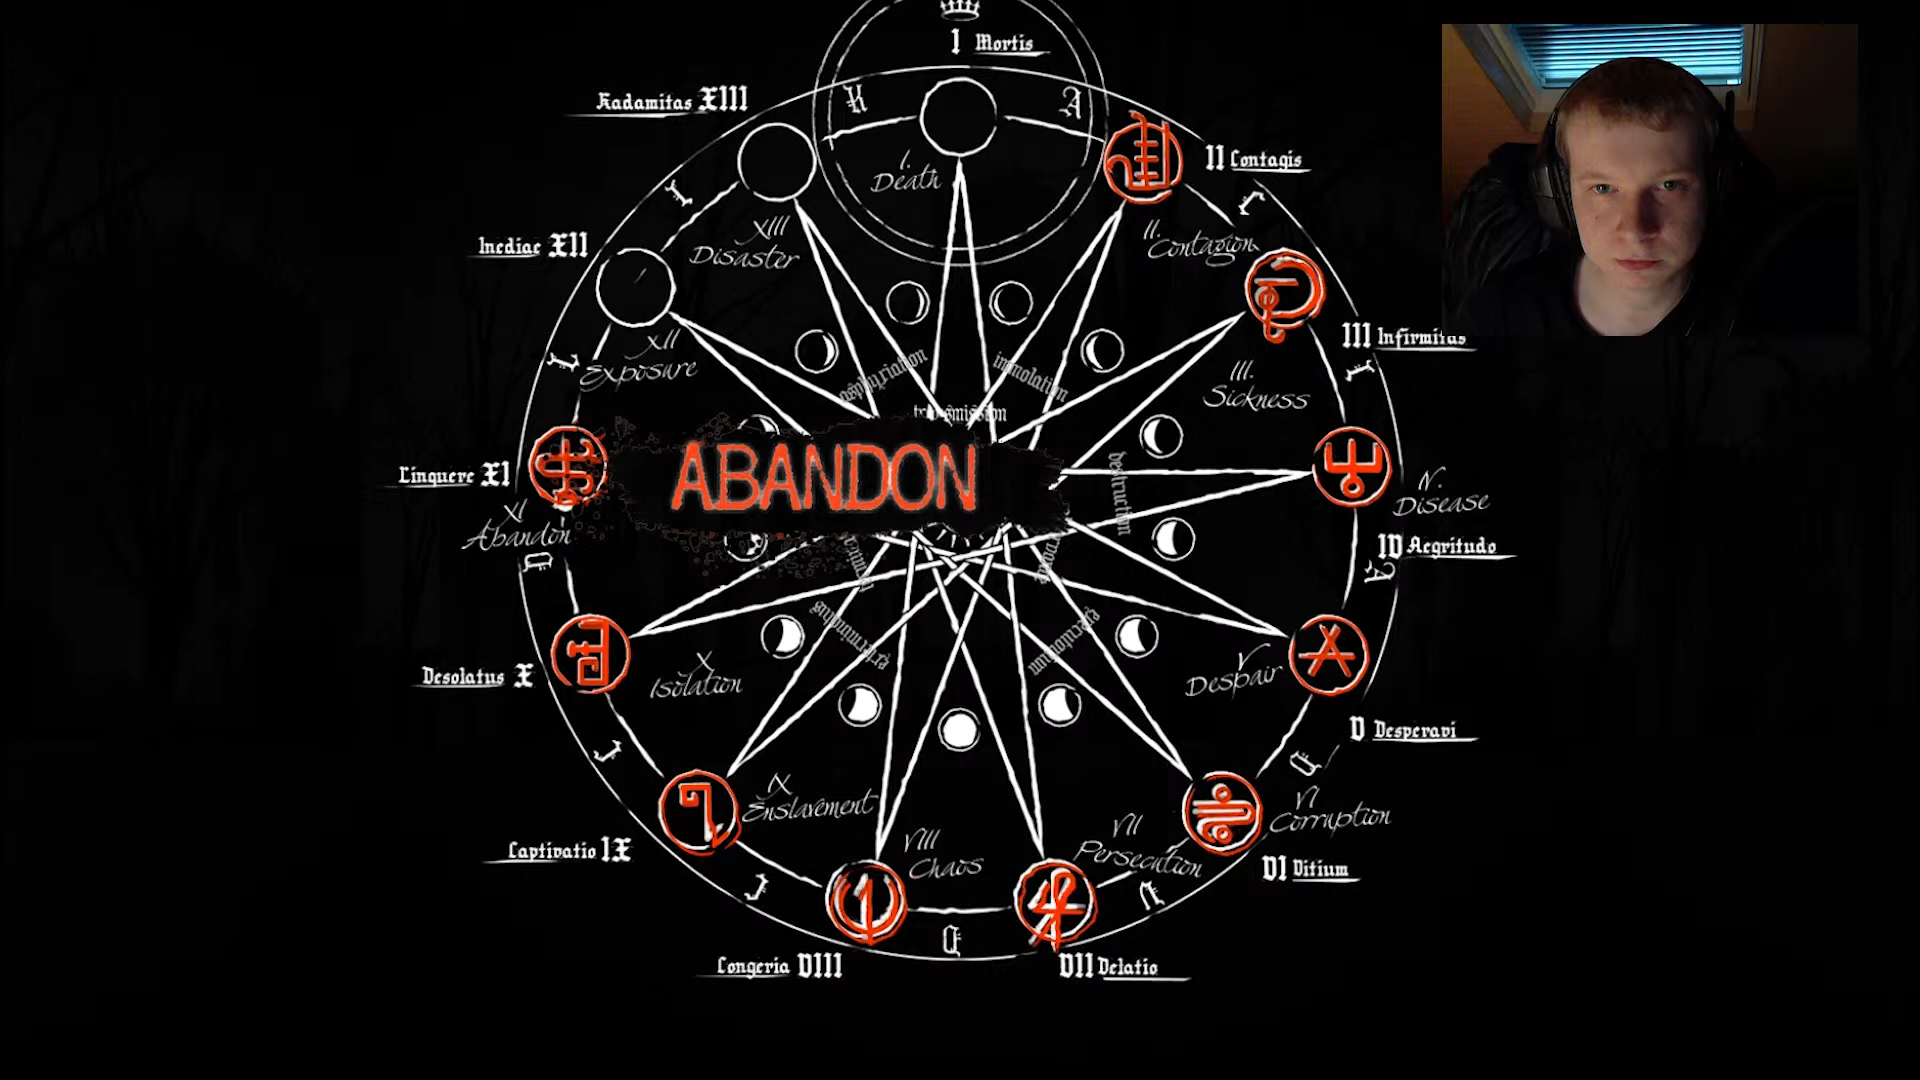 I Mortis
Kadamitas XIII
K
A
II Contagis
I.
Death
II.
Contagion
XIII
Disaster
Inediae XII
III Infirmitas
XII
Exposure
III.
Sickness
asphyxiation
immolation
destruction
ABANDON
Linquere XI
XI
Abandon
IV.
Disease
IV Aegritudo
A
Desolatus X
X
Isolation
V
Despair
V Desperavi
IX
Enslavement
VI
Corruption
VI Vitium
Captivatio IX
VIII
Chaos
VII
Persecution
Congeria VIII
VII Delatio